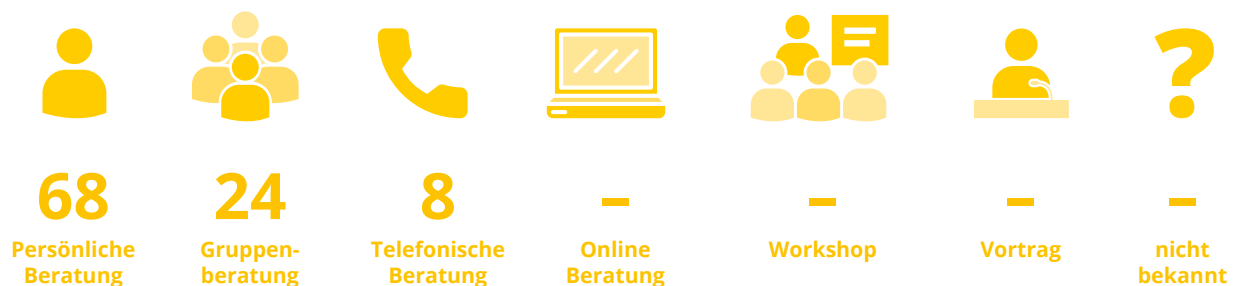 ?
68
24
8
–
–
–
–
Persönliche
Beratung
Gruppen-
beratung
Telefonische
Beratung
Online
Beratung
Workshop
Vortrag
nicht
bekannt